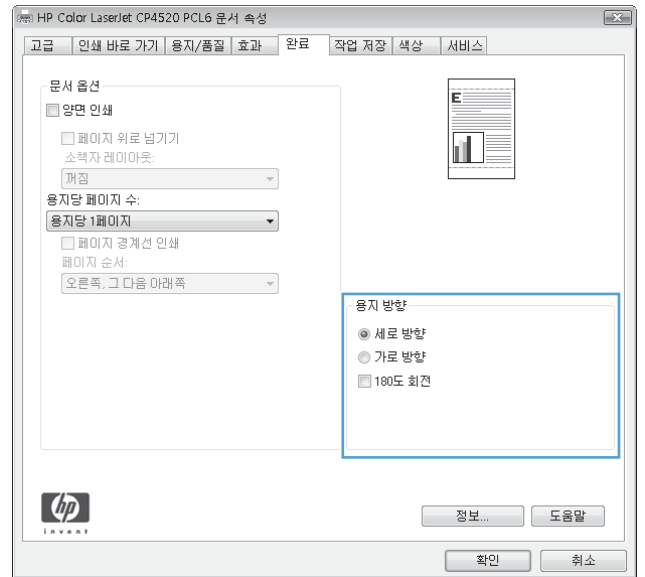 HP Color LaserJet CP4520 PCL6 문서 속성
고급 인쇄 바로 가기 용지/품질 효과 완료 작업 저장 색상 서비스
문서 옵션
양면 인쇄
페이지 위로 넘기기
소책자 레이아웃:
꺼짐
용지당 페이지 수:
용지당 1페이지
페이지 경계선 인쇄
페이지 순서:
오른쪽, 그 다음 아래쪽
E
용지 방향
세로 방향
가로 방향
180도 회전
hp
invent
정보... 도움말
확인 취소